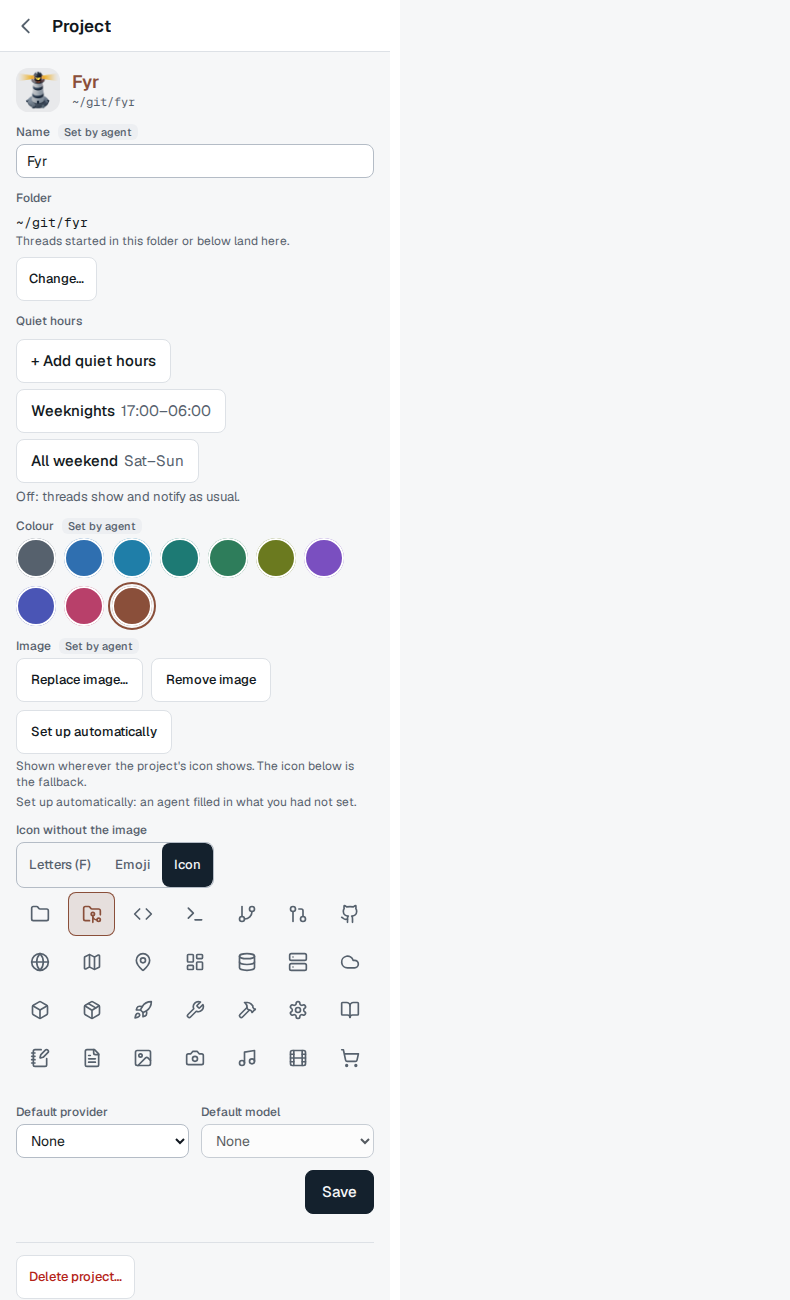 Project
Fyr
~/git/fyr
Name Set by agent
Fyr
Folder
~/git/fyr
Threads started in this folder or below land here.
Change…
Quiet hours
+ Add quiet hours
Weeknights 17:00–06:00
All weekend Sat–Sun
Off: threads show and notify as usual.
Colour Set by agent
Image Set by agent
Replace image… Remove image
Set up automatically
Shown wherever the project's icon shows. The icon below is
the fallback.
Set up automatically: an agent filled in what you had not set.
Icon without the image
Letters (F) Emoji Icon
Default provider Default model
None None
Save
Delete project…